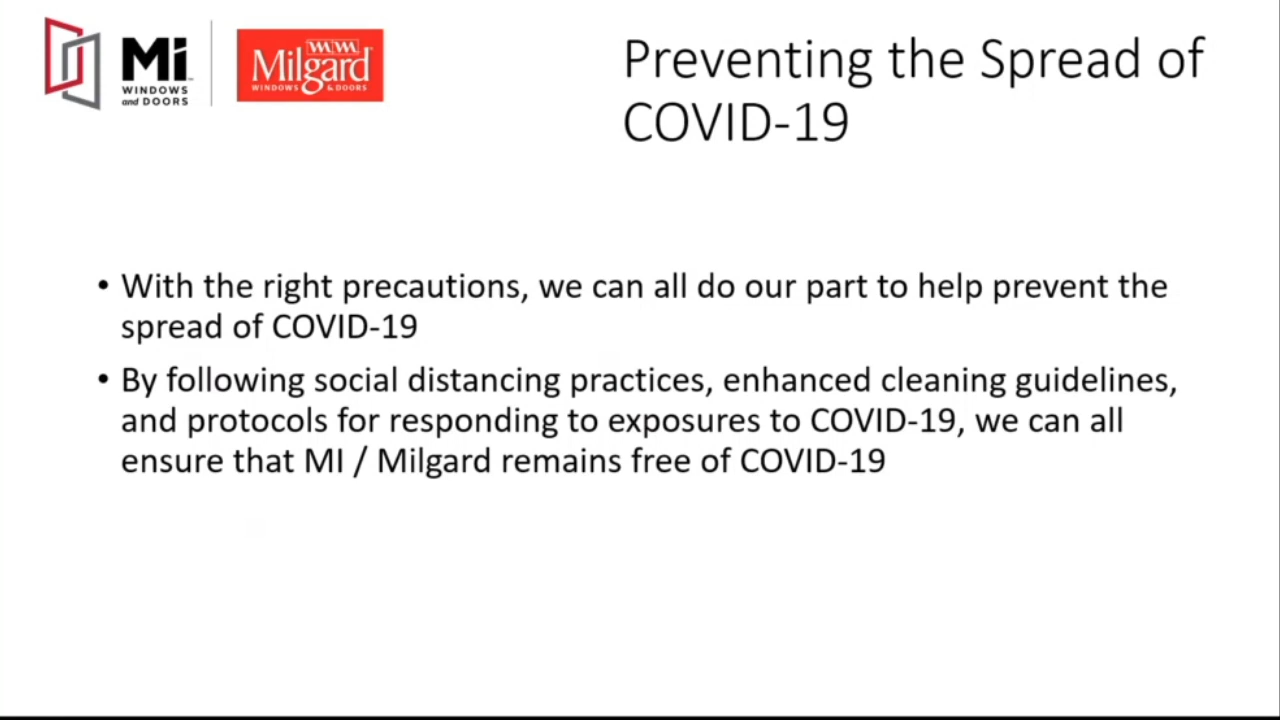 Mi
WINDOWS
and DOORS
Milgard
WINDOWS & DOORS
Preventing the Spread of
COVID-19
• With the right precautions, we can all do our part to help prevent the
spread of COVID-19
• By following social distancing practices, enhanced cleaning guidelines,
and protocols for responding to exposures to COVID-19, we can all
ensure that MI / Milgard remains free of COVID-19